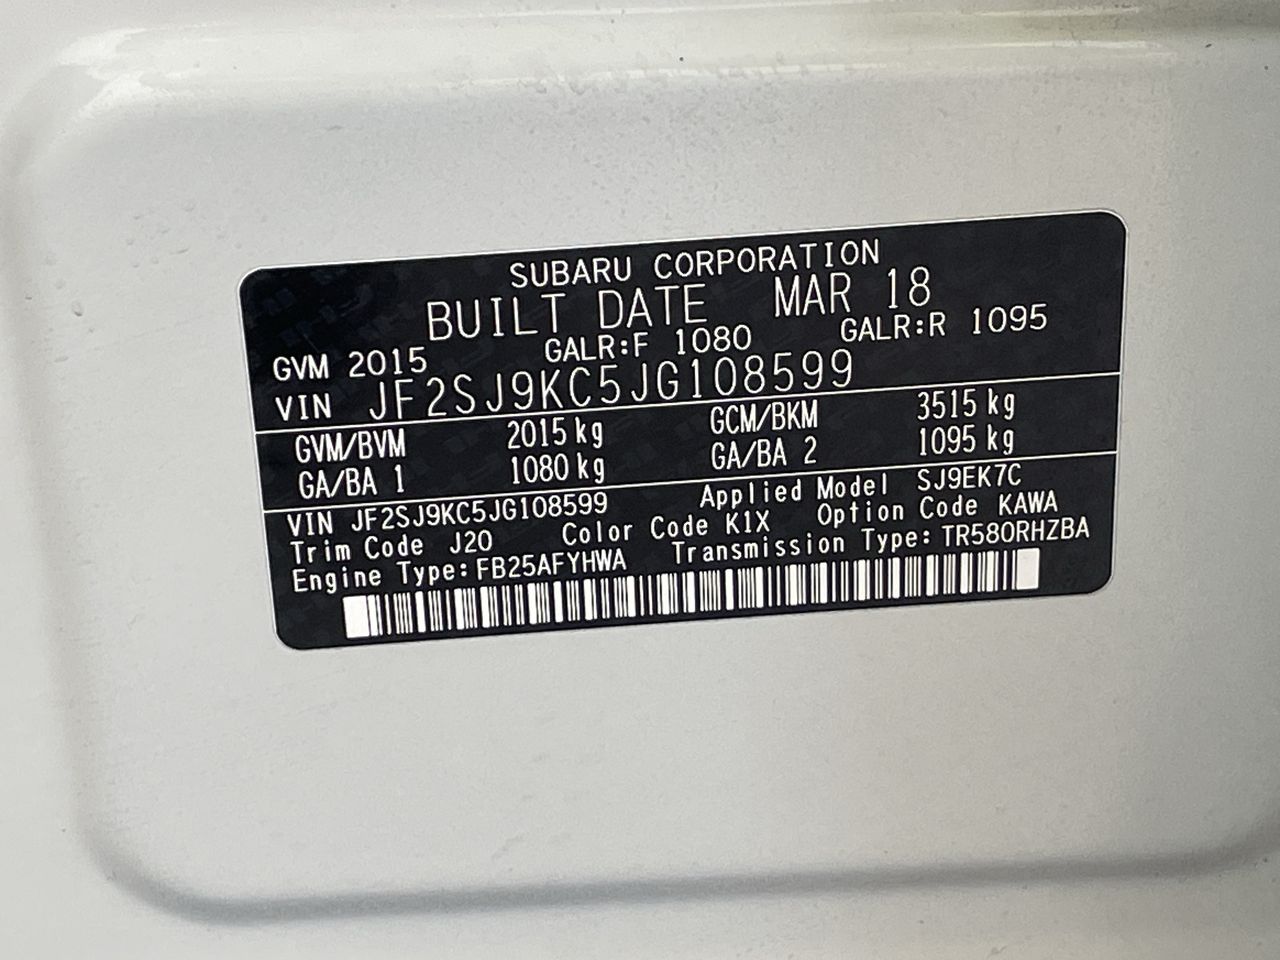 SUBARU CORPORATION
BUILT DATE MAR 18
GVM 2015 GALR:F 1080 GALR:R 1095
VIN JF2SJ9KC5JG108599
GVM/BVM 2015 kg GCM/BKM 3515 kg
GA/BA 1 1080 kg GA/BA 2 1095 kg
VIN JF2SJ9KC5JG108599 Applied Model SJ9EK7C
Trim Code J20 Color Code K1X Option Code KAWA
Engine Type: FB25AFYHWA Transmission Type: TR580RHZBA